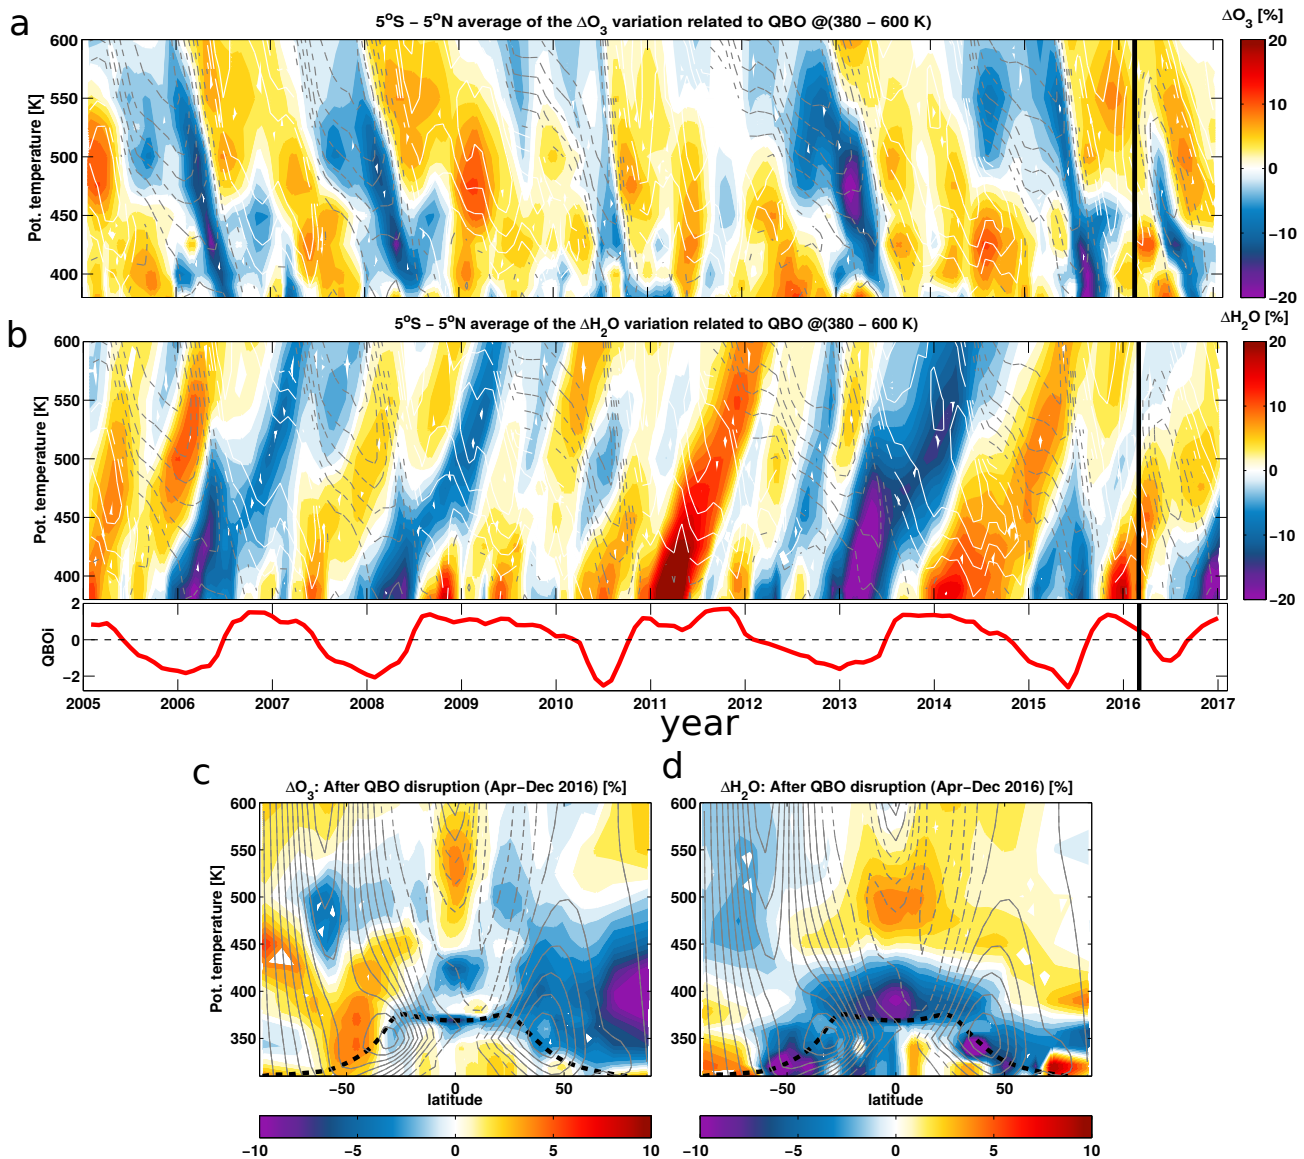 a
5°S − 5°N average of the ΔO3 variation related to QBO @(380 − 600 K)
ΔO3 [%]
600
550
500
450
400
Pot. temperature [K]
20
10
0
−10
−20
b
5°S − 5°N average of the ΔH2O variation related to QBO @(380 − 600 K)
ΔH2O [%]
600
550
500
450
400
Pot. temperature [K]
20
10
0
−10
−20
2
0
−2
QBOi
2005 2006 2007 2008 2009 2010 2011 2012 2013 2014 2015 2016 2017
year
c
ΔO3: After QBO disruption (Apr−Dec 2016) [%]
600
550
500
450
400
350
Pot. temperature [K]
−50 0 50
latitude
−10 −5 0 5 10
d
ΔH2O: After QBO disruption (Apr−Dec 2016) [%]
600
550
500
450
400
350
−50 0 50
latitude
−10 −5 0 5 10